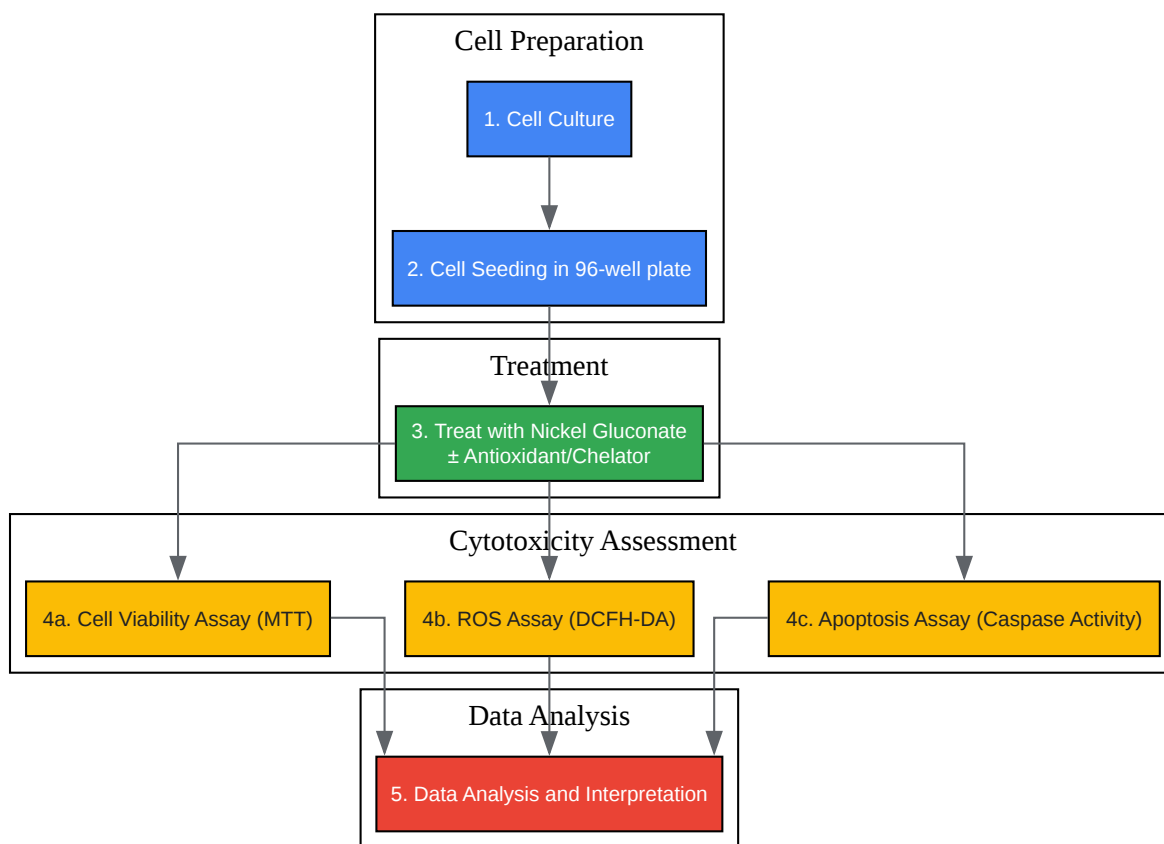 Cell Preparation
1. Cell Culture
2. Cell Seeding in 96-well plate
Treatment
3. Treat with Nickel Gluconate
± Antioxidant/Chelator
Cytotoxicity Assessment
4a. Cell Viability Assay (MTT)
4b. ROS Assay (DCFH-DA)
4c. Apoptosis Assay (Caspase Activity)
Data Analysis
5. Data Analysis and Interpretation